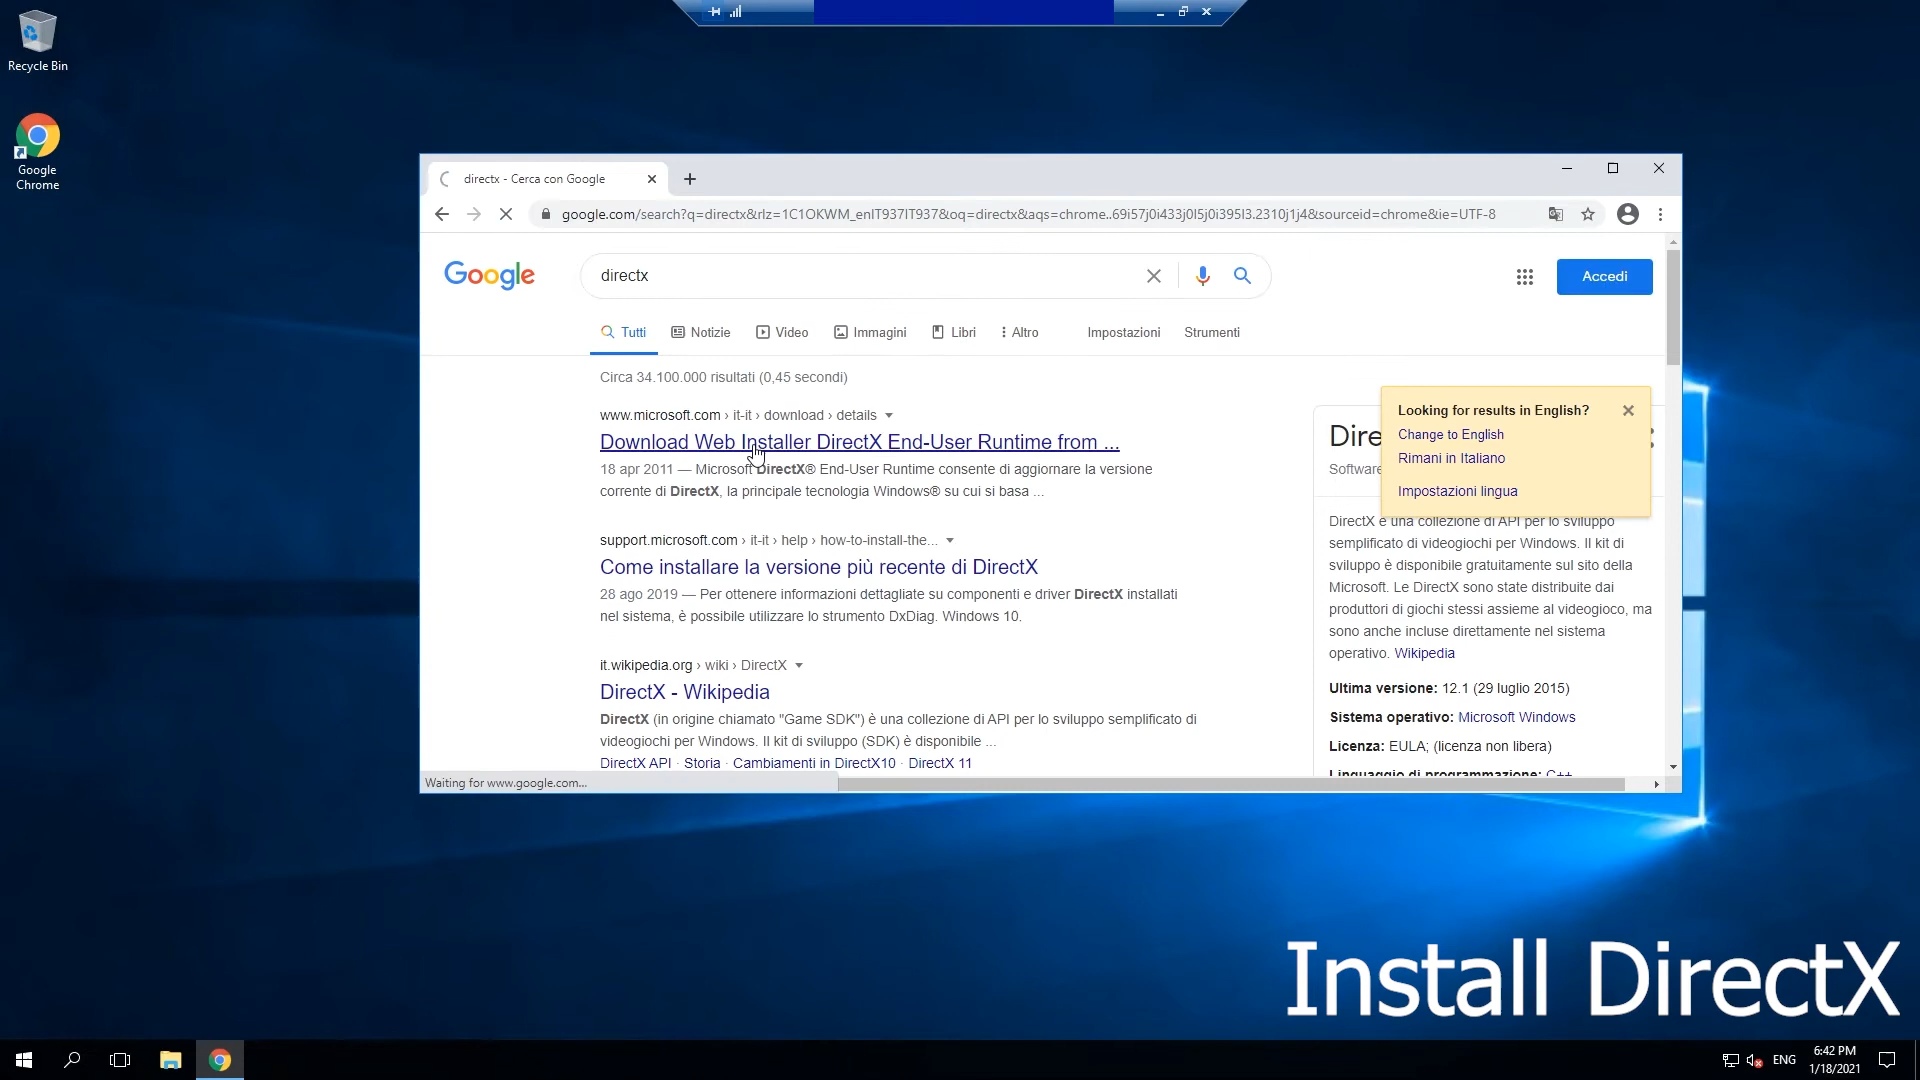 Recycle Bin
Google
Chrome
directx - Cerca con Google
google.com/search?q=directx&rlz=1C1OKWM_enIT937IT937&oq=directx&aqs=chrome..69i57j0i433j0l5j0i395l3.2310j1j4&sourceid=chrome&ie=UTF-8
Google
directx
Accedi
Tutti
Notizie
Video
Immagini
Libri
Altro
Impostazioni
Strumenti
Circa 34.100.000 risultati (0,45 secondi)
www.microsoft.com › it-it › download › details
Download Web Installer DirectX End-User Runtime from ...
18 apr 2011 — Microsoft DirectX® End-User Runtime consente di aggiornare la versione
corrente di DirectX, la principale tecnologia Windows® su cui si basa ...
support.microsoft.com › it-it › help › how-to-install-the...
Come installare la versione più recente di DirectX
28 ago 2019 — Per ottenere informazioni dettagliate su componenti e driver DirectX installati
nel sistema, è possibile utilizzare lo strumento DxDiag. Windows 10.
it.wikipedia.org › wiki › DirectX
DirectX - Wikipedia
DirectX (in origine chiamato "Game SDK") è una collezione di API per lo sviluppo semplificato di
videogiochi per Windows. Il kit di sviluppo (SDK) è disponibile ...
DirectX API · Storia · Cambiamenti in DirectX10 · DirectX 11
Waiting for www.google.com...
Dire
Software
Looking for results in English?
Change to English
Rimani in Italiano
Impostazioni lingua
DirectX è una collezione di API per lo sviluppo
semplificato di videogiochi per Windows. Il kit di
sviluppo è disponibile gratuitamente sul sito della
Microsoft. Le DirectX sono state distribuite dai
produttori di giochi stessi assieme al videogioco, ma
sono anche incluse direttamente nel sistema
operativo. Wikipedia
Ultima versione: 12.1 (29 luglio 2015)
Sistema operativo: Microsoft Windows
Licenza: EULA; (licenza non libera)
Linguaggio di programmazione: C++
Install DirectX
ENG
6:42 PM
1/18/2021